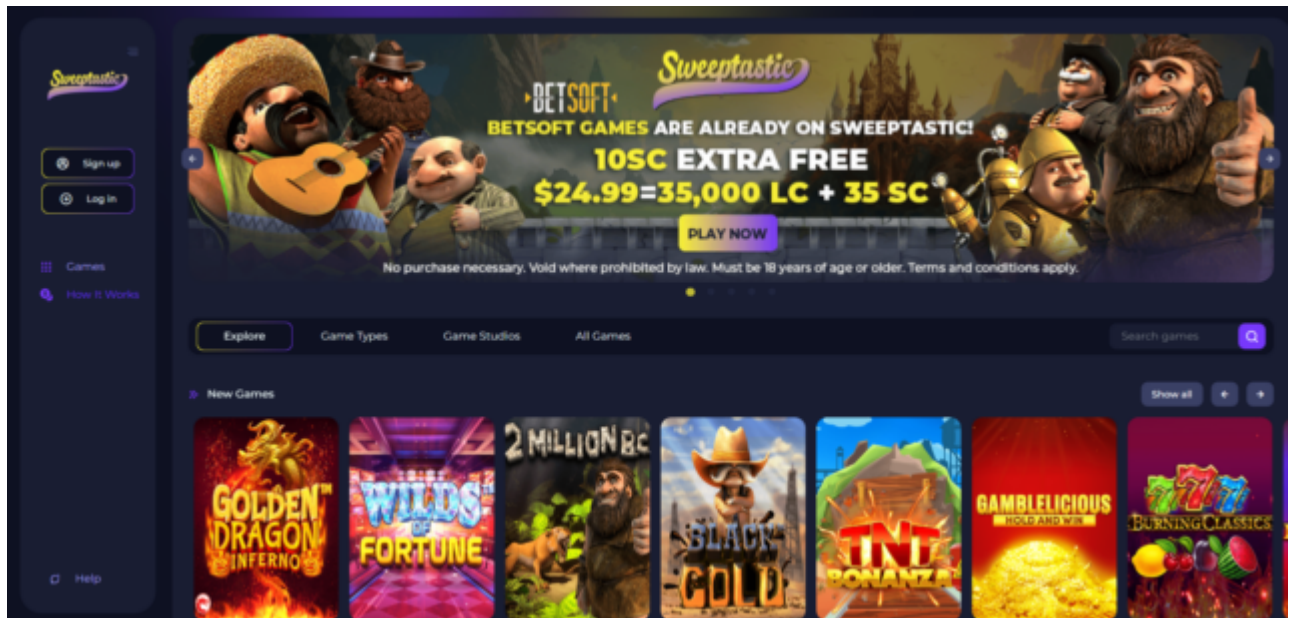 Sweeptastic
Sign up
Log in
Games
How It Works
Help
Sweeptastic
BETSOFT
BETSOFT GAMES ARE ALREADY ON SWEEPTASTIC!
10SC EXTRA FREE
$24.99=35,000 LC + 35 SC
PLAY NOW
No purchase necessary. Void where prohibited by law. Must be 18 years of age or older. Terms and conditions apply.
Explore Game Types Game Studios All Games Search games
New Games Show all
GOLDEN
DRAGON
INFERNO
WILDS
OF
FORTUNE
2 MILLION B.C
BLACK
GOLD
TNT
BONANZA
GAMBLELICIOUS
HOLD AND WIN
777
BURNING CLASSICS